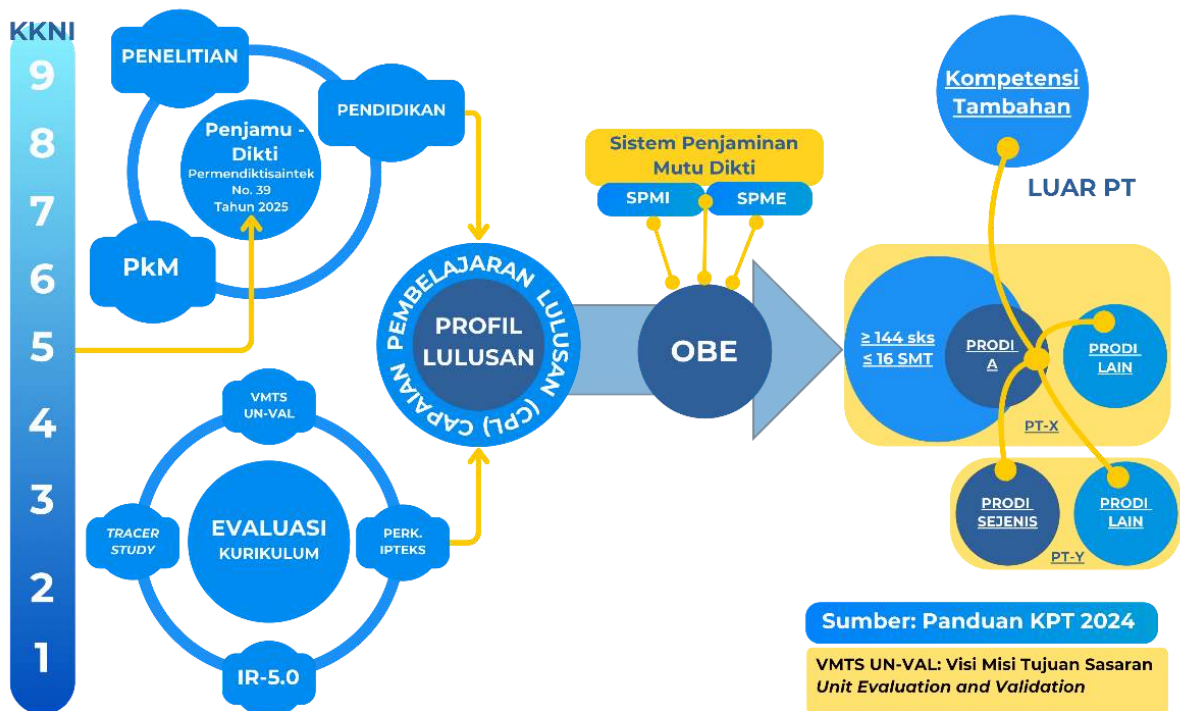 KKNI
9
8
7
6
5
4
3
2
1
PENELITIAN
PENDIDIKAN
Penjamu -
Dikti
Permendiktisaintek
No. 39
Tahun 2025
PkM
VMTS
UN-VAL
TRACER
STUDY
EVALUASI
KURIKULUM
PERK.
IPTEKS
IR-5.0
CAPAIAN PEMBELAJARAN LULUSAN (CPL)
PROFIL
LULUSAN
Sistem Penjaminan
Mutu Dikti
SPMI
SPME
OBE
Kompetensi
Tambahan
LUAR PT
≥ 144 sks
≤ 16 SMT
PRODI
A
PRODI
LAIN
PT-X
PRODI
SEJENIS
PRODI
LAIN
PT-Y
Sumber: Panduan KPT 2024
VMTS UN-VAL: Visi Misi Tujuan Sasaran
Unit Evaluation and Validation